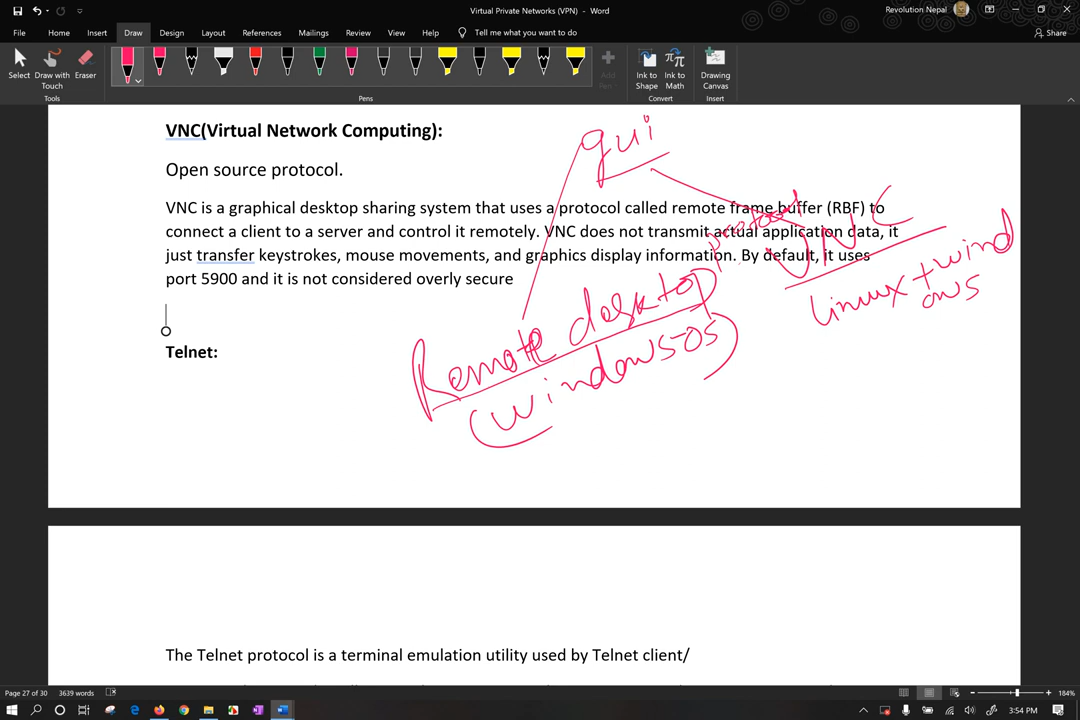 Virtual Private Networks (VPN) - Word
Revolution Nepal
File Home Insert Draw Design Layout References Mailings Review View Help Tell me what you want to do
Share
Select Draw with Touch Eraser
Add Pen
Ink to Shape Ink to Math Drawing Canvas
Tools Pens Convert Insert
VNC(Virtual Network Computing):
gui
Open source protocol.
VNC is a graphical desktop sharing system that uses a protocol called remote frame buffer (RBF) to
connect a client to a server and control it remotely. VNC does not transmit actual application data, it
just transfer keystrokes, mouse movements, and graphics display information. By default, it uses
port 5900 and it is not considered overly secure
VNC
linux + wind
ows
Remote desktop protocol
(windows-os)
Telnet:
The Telnet protocol is a terminal emulation utility used by Telnet client/
Page 27 of 30 3639 words
184%
3:54 PM